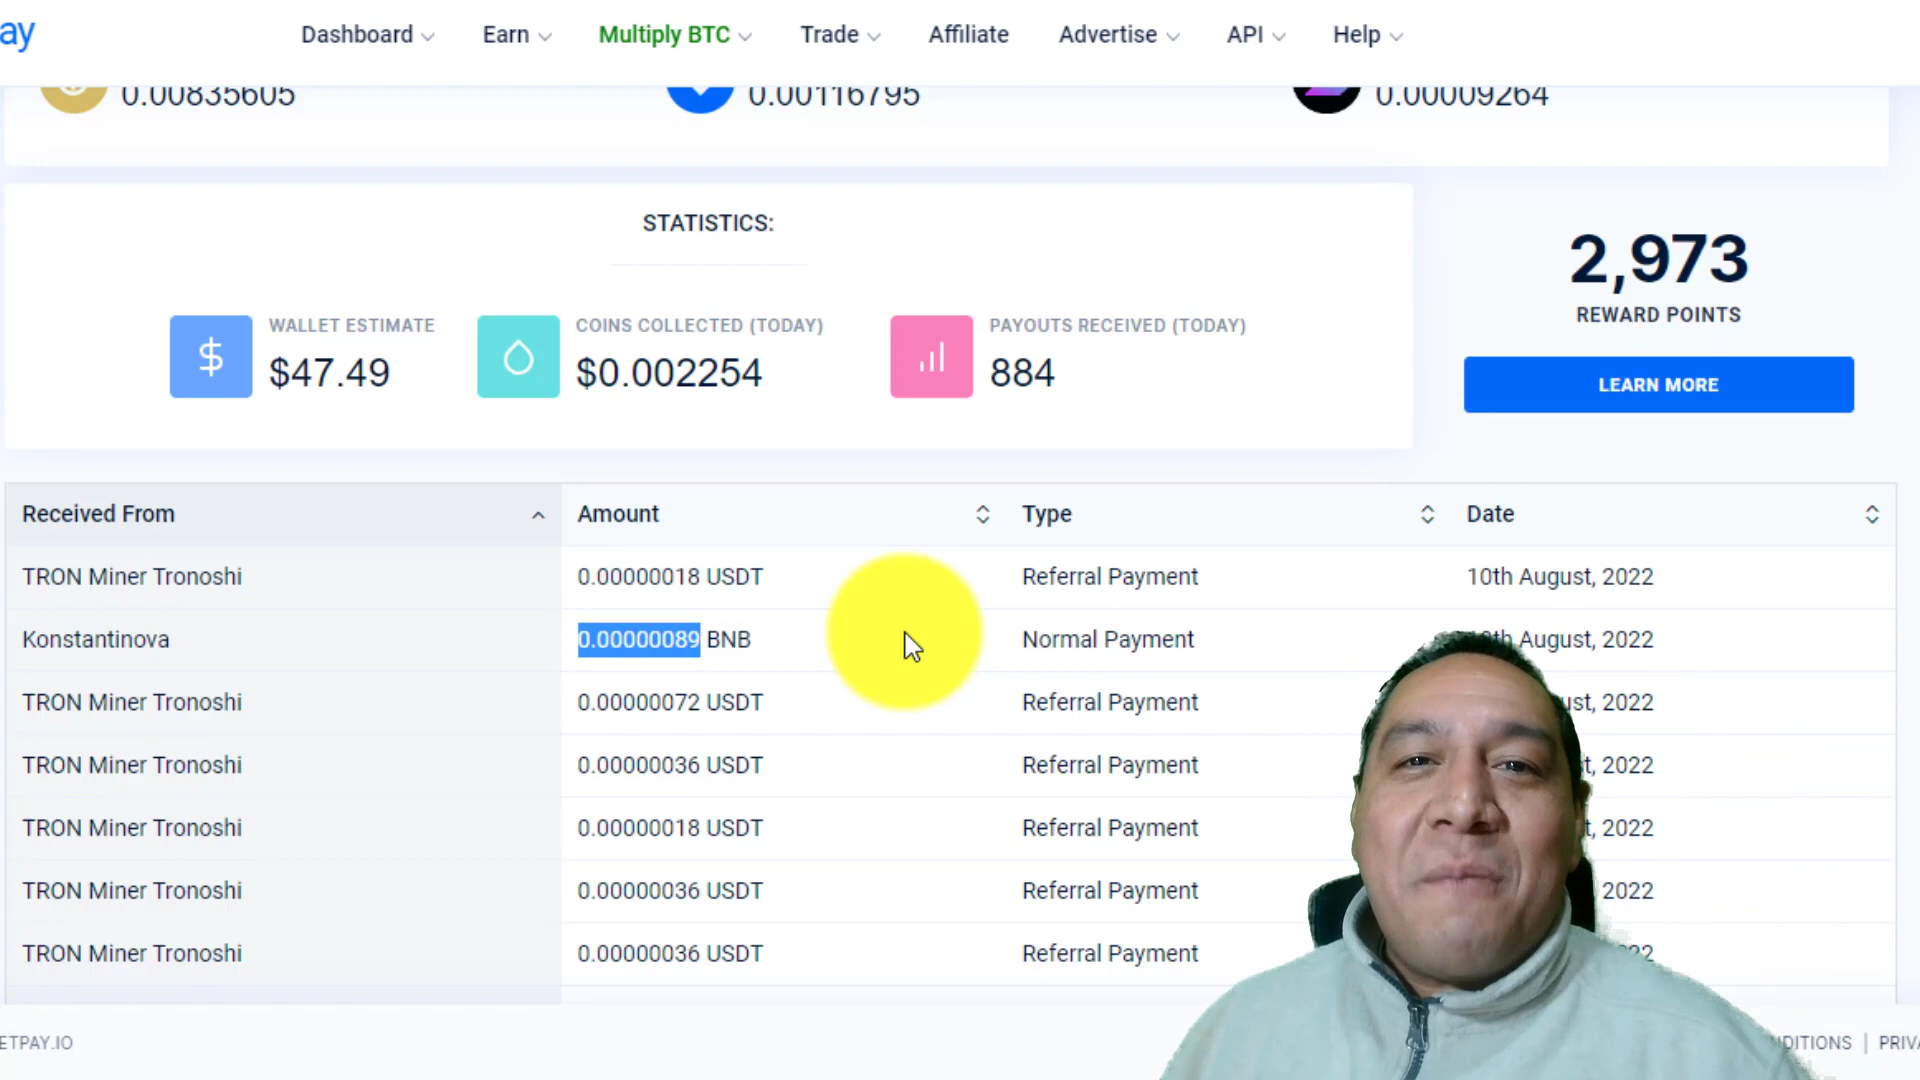 ay Dashboard Earn Multiply BTC Trade Affiliate Advertise API Help
0.00835605 0.00116795 0.00009264
STATISTICS:
WALLET ESTIMATE
$47.49
COINS COLLECTED (TODAY)
$0.002254
PAYOUTS RECEIVED (TODAY)
884
2,973
REWARD POINTS
LEARN MORE
Received From Amount Type Date
TRON Miner Tronoshi 0.00000018 USDT Referral Payment 10th August, 2022
Konstantinova 0.00000089 BNB Normal Payment August, 2022
TRON Miner Tronoshi 0.00000072 USDT Referral Payment ust, 2022
TRON Miner Tronoshi 0.00000036 USDT Referral Payment t, 2022
TRON Miner Tronoshi 0.00000018 USDT Referral Payment t, 2022
TRON Miner Tronoshi 0.00000036 USDT Referral Payment 2022
TRON Miner Tronoshi 0.00000036 USDT Referral Payment
ETPAY.IO DITIONS | PRIVA